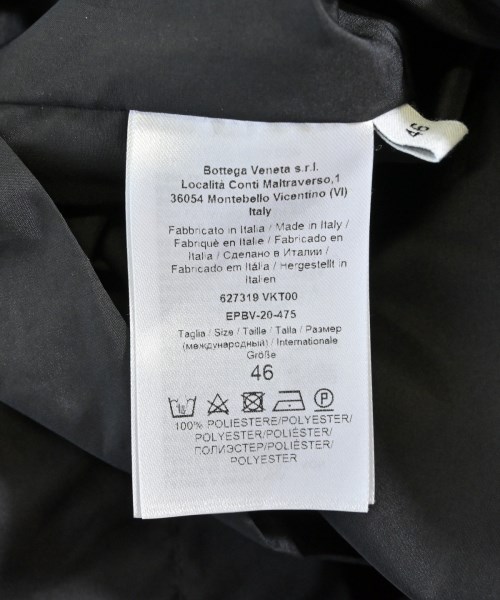 46
Bottega Veneta s.r.l.
Località Conti Maltraverso,1
36054 Montebello Vicentino (VI)
Italy
Fabbricato in Italia / Made in Italy /
Fabriqué en Italie / Fabricado en
Italia / Сделано в Италии /
Fabricado em Itália / Hergestellt in
Italien
627319 VKT00
EPBV-20-475
Taglia / Size / Taille / Talla / Размер
(международный) / Internationale
Größe
46
P
100% POLIESTERE/POLYESTER/
POLYESTER/POLIÉSTER/
ПОЛИЭСТЕР/POLIÉSTER/
POLYESTER